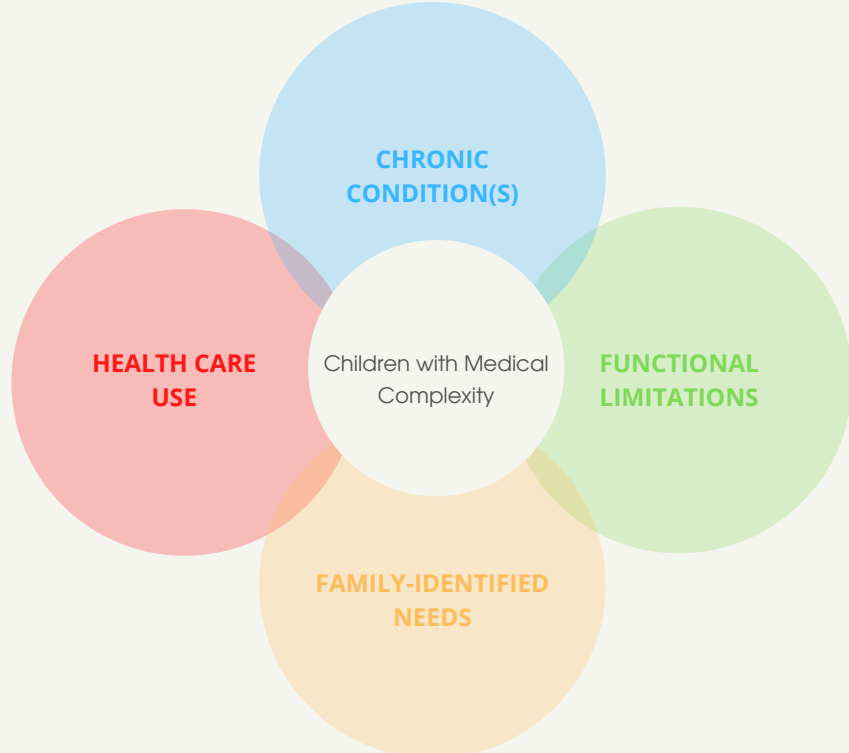 CHRONIC
CONDITION(S)
HEALTH CARE
USE
Children with Medical
Complexity
FUNCTIONAL
LIMITATIONS
FAMILY-IDENTIFIED
NEEDS